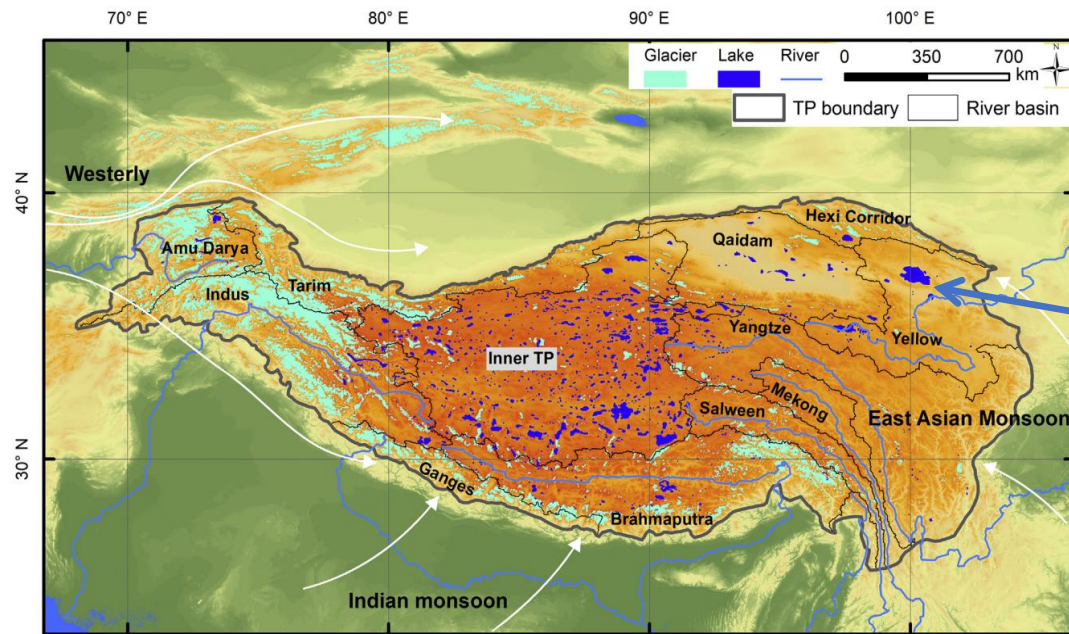 70° E 80° E 90° E 100° E
Glacier Lake River 0 350 700
km
N
TP boundary River basin
Westerly
40° N
Hexi Corridor
Qaidam
Amu Darya
Tarim
Indus
Yangtze
Yellow
Inner TP
Mekong
Salween
East Asian Monsoon
30° N
Ganges
Brahmaputra
Indian monsoon